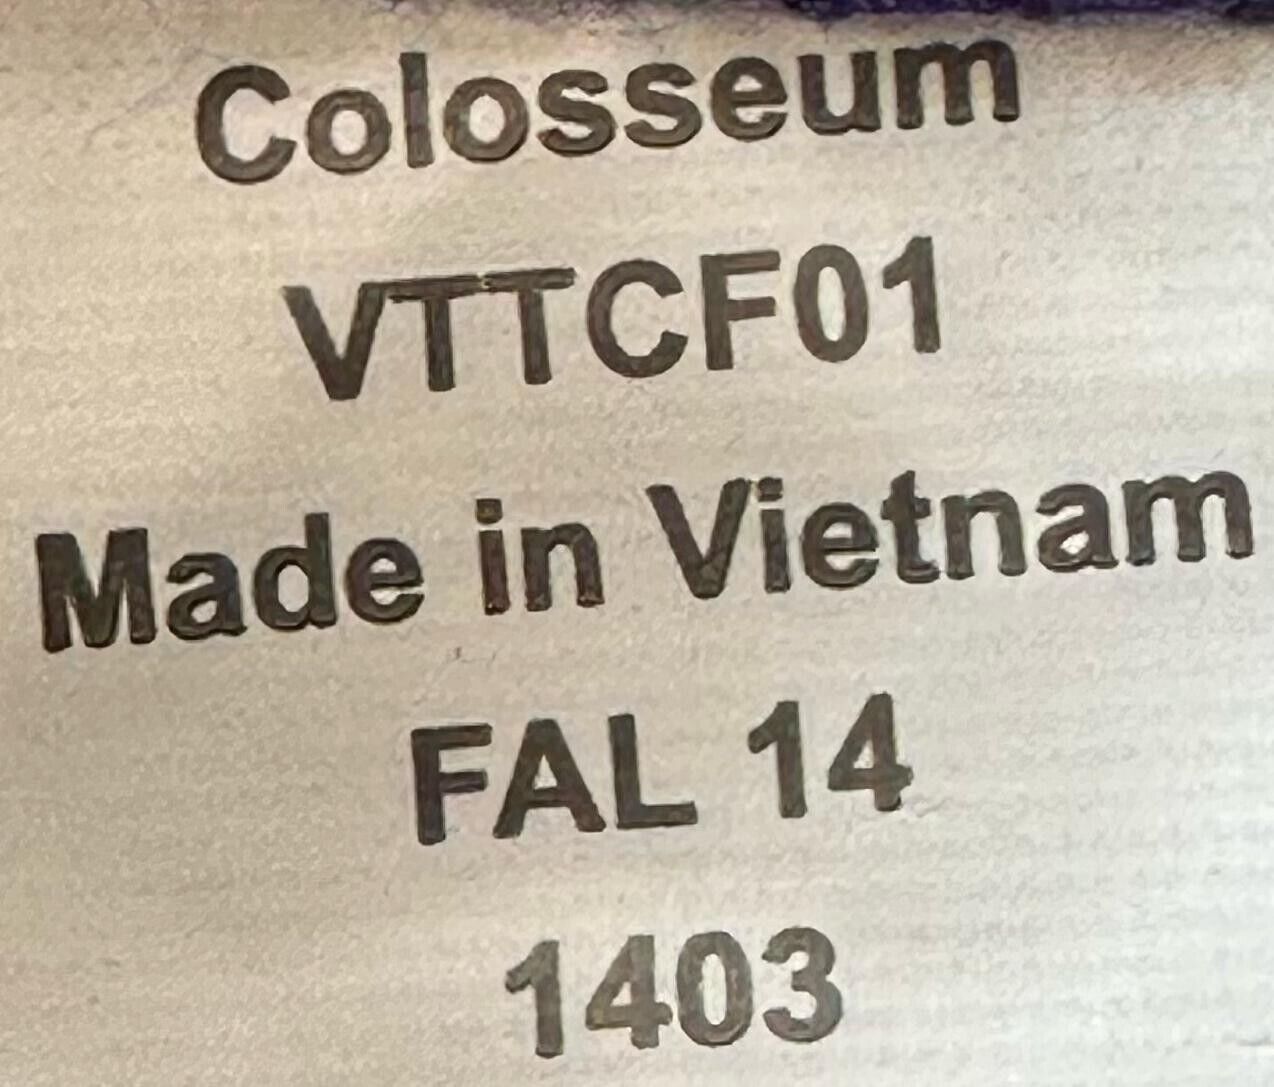 Colosseum
VTTCF01
Made in Vietnam
FAL 14
1403